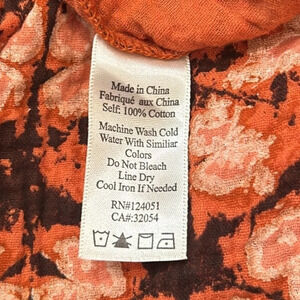 Made in China
Fabriqué aux China
Self: 100% Cotton
Machine Wash Cold
Water With Similiar
Colors
Do Not Bleach
Line Dry
Cool Iron If Needed
RN#124051
CA#:32054